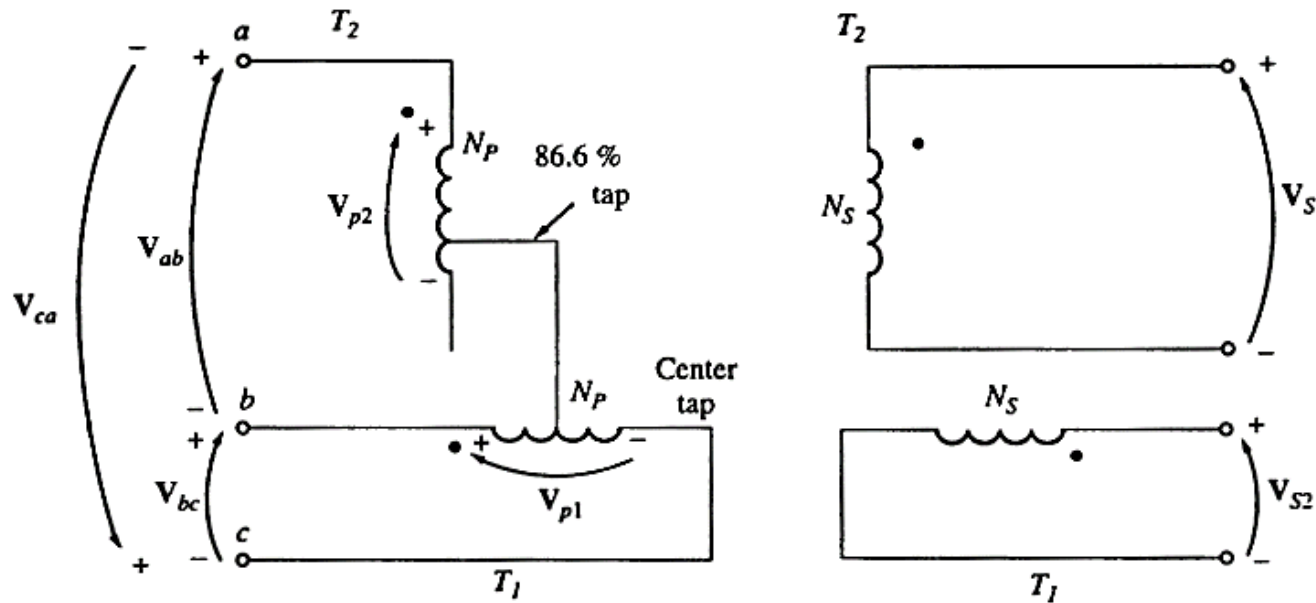 T2
a
+
−
Vca
Vab
Vp2
+
−
NP
86.6 %
tap
−
b
+
Vbc
−
c
+
NP
Center
tap
+
−
Vp1
T1
T2
+
NS
VS
−
NS
+
VS2
−
T1